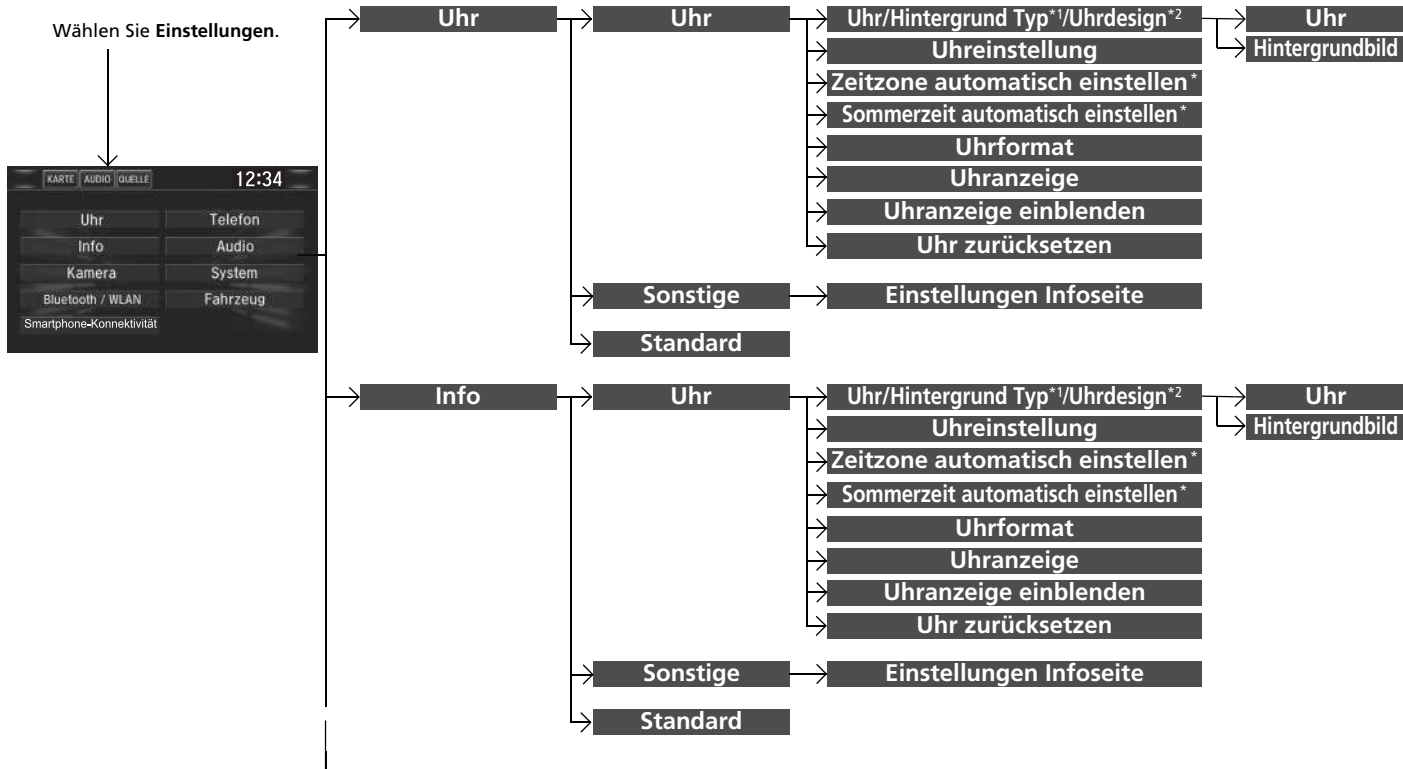 Wählen Sie Einstellungen.
KARTE AUDIO QUELLE 12:34
Uhr Telefon
Info Audio
Kamera System
Bluetooth / WLAN Fahrzeug
Smartphone-Konnektivität
Uhr
Uhr
Uhr/Hintergrund Typ*1/Uhrdesign*2
Uhr
Hintergrundbild
Uhreinstellung
Zeitzone automatisch einstellen*
Sommerzeit automatisch einstellen*
Uhrformat
Uhranzeige
Uhranzeige einblenden
Uhr zurücksetzen
Sonstige
Einstellungen Infoseite
Standard
Info
Uhr
Uhr/Hintergrund Typ*1/Uhrdesign*2
Uhr
Hintergrundbild
Uhreinstellung
Zeitzone automatisch einstellen*
Sommerzeit automatisch einstellen*
Uhrformat
Uhranzeige
Uhranzeige einblenden
Uhr zurücksetzen
Sonstige
Einstellungen Infoseite
Standard